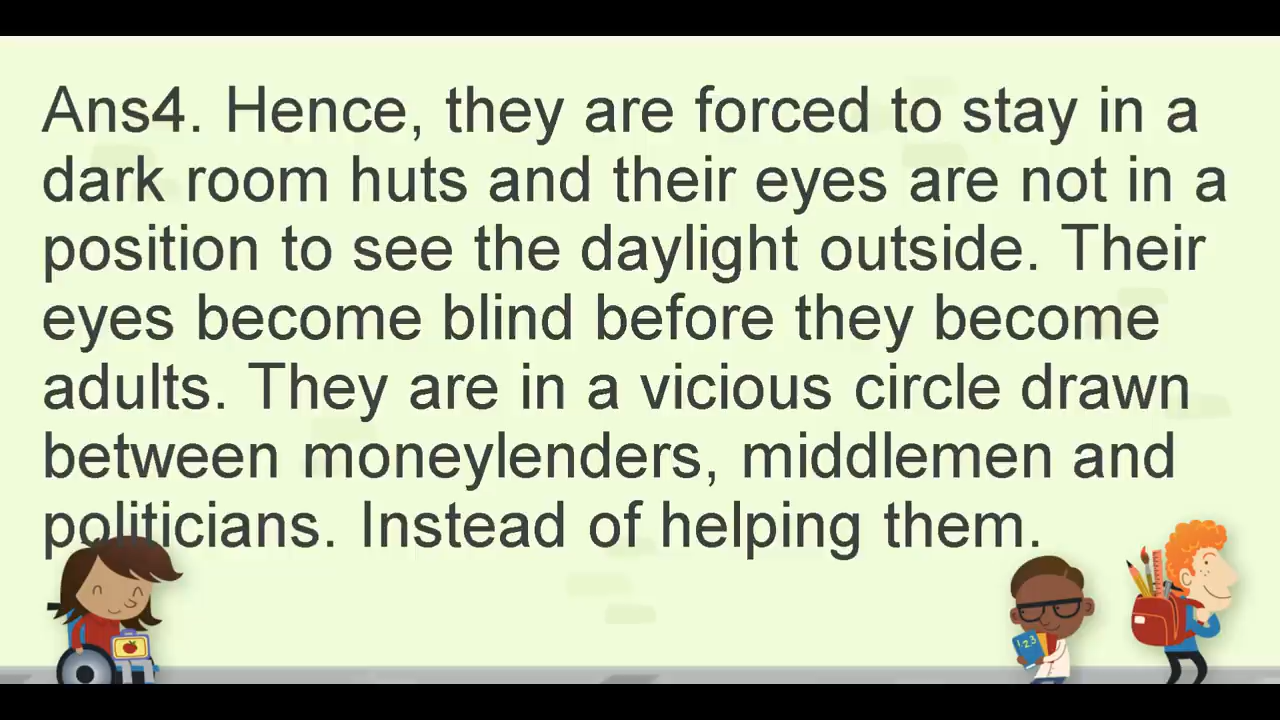 Ans4. Hence, they are forced to stay in a
dark room huts and their eyes are not in a
position to see the daylight outside. Their
eyes become blind before they become
adults. They are in a vicious circle drawn
between moneylenders, middlemen and
politicians. Instead of helping them.
123